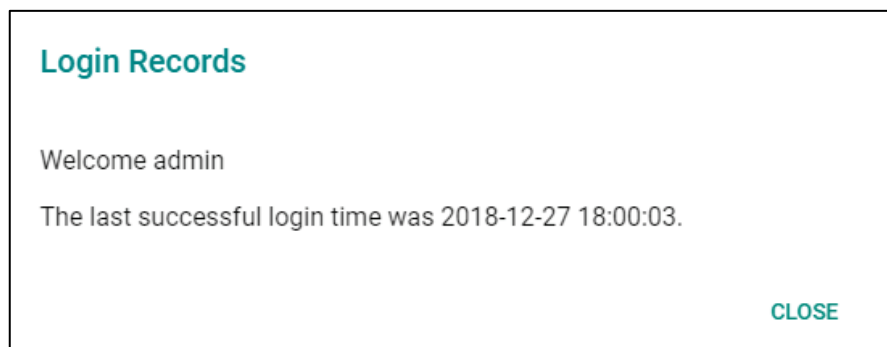 Login Records
Welcome admin
The last successful login time was 2018-12-27 18:00:03.
CLOSE